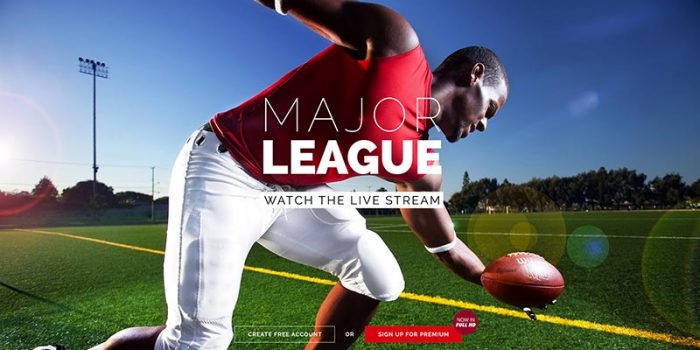 MAJOR
LEAGUE
WATCH THE LIVE STREAM
NOW IN
FULL HD
CREATE FREE ACCOUNT
OR
SIGN UP FOR PREMIUM